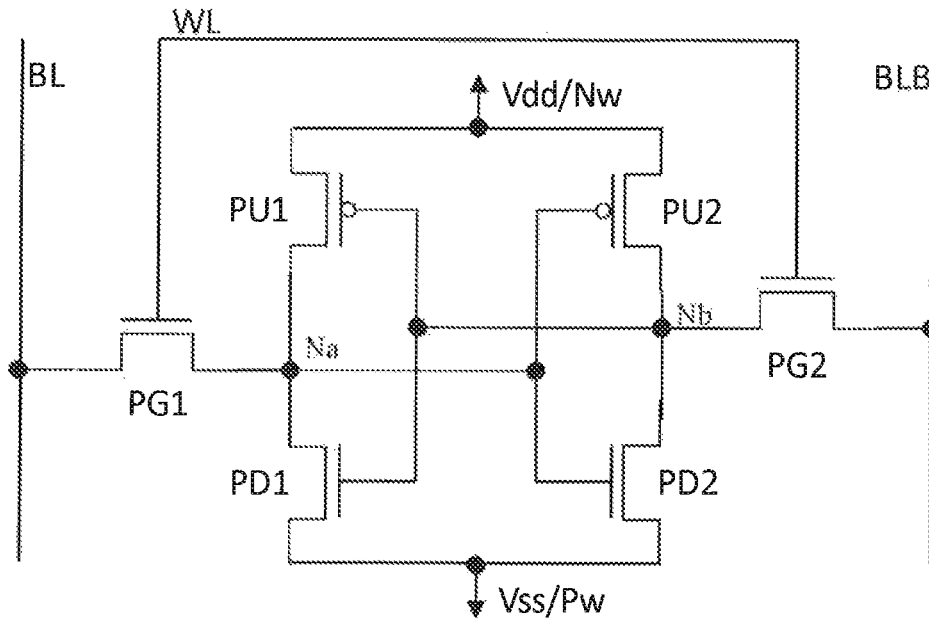 WL
BL
BLB
Vdd/Nw
PU1
PU2
Na
Nb
PG1
PG2
PD1
PD2
Vss/Pw